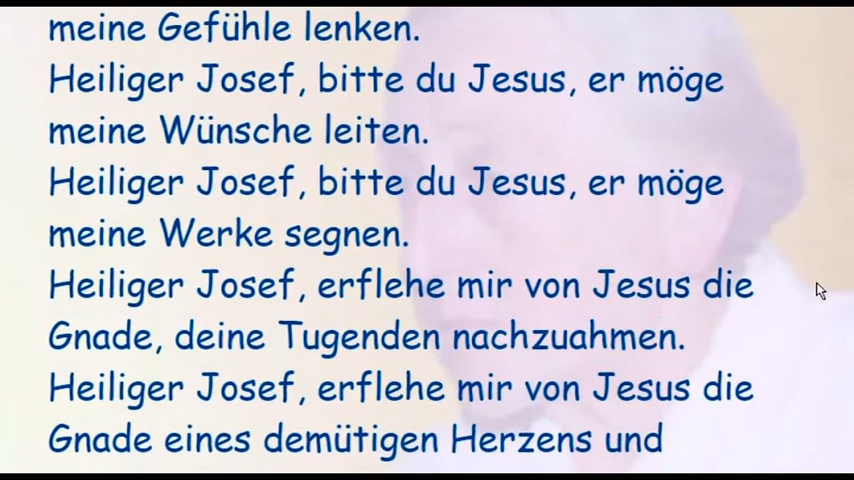 meine Gefühle lenken.
Heiliger Josef, bitte du Jesus, er möge
meine Wünsche leiten.
Heiliger Josef, bitte du Jesus, er möge
meine Werke segnen.
Heiliger Josef, erflehe mir von Jesus die
Gnade, deine Tugenden nachzuahmen.
Heiliger Josef, erflehe mir von Jesus die
Gnade eines demütigen Herzens und